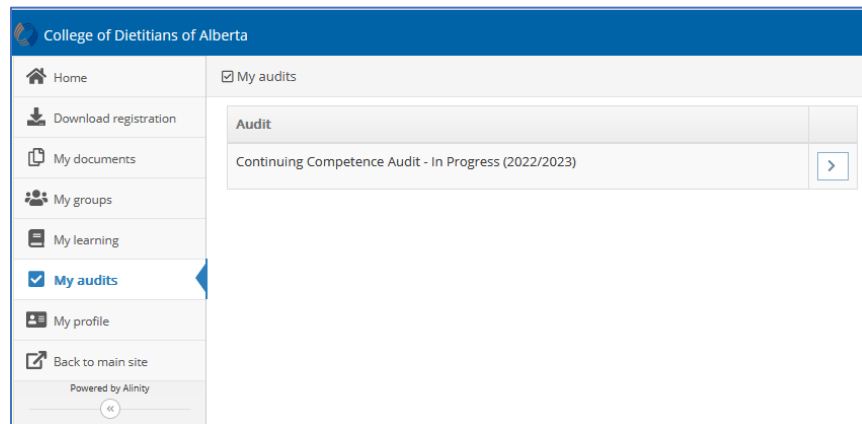 College of Dietitians of Alberta
Home
Download registration
My documents
My groups
My learning
My audits
My profile
Back to main site
Powered by Alinity
My audits
Audit
Continuing Competence Audit - In Progress (2022/2023)